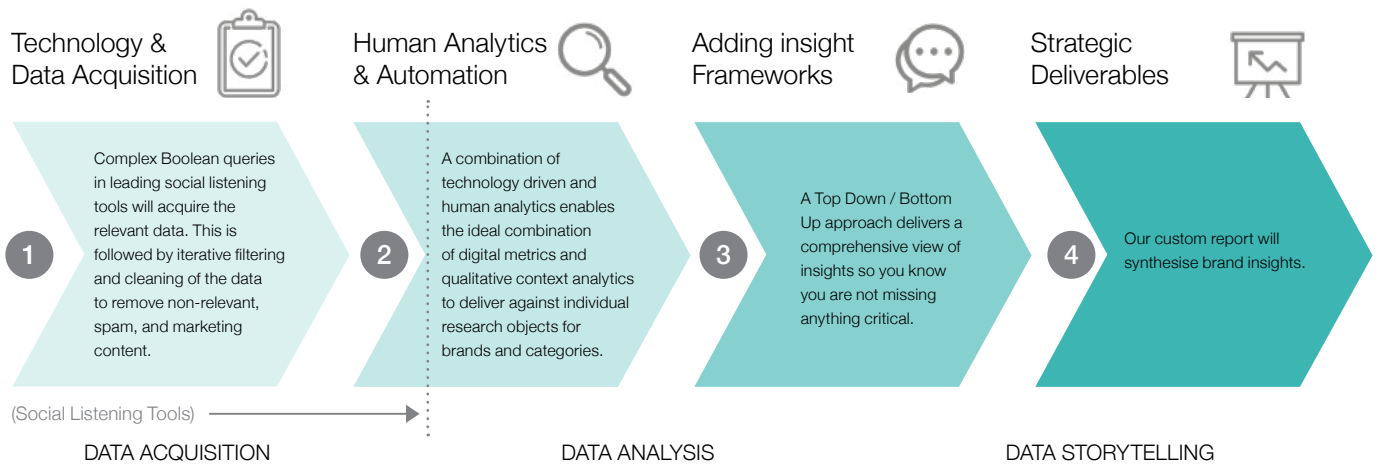 Technology &
Data Acquisition
Human Analytics
& Automation
Adding insight
Frameworks
Strategic
Deliverables
1
Complex Boolean queries
in leading social listening
tools will acquire the
relevant data. This is
followed by iterative filtering
and cleaning of the data
to remove non-relevant,
spam, and marketing
content.
2
A combination of
technology driven and
human analytics enables
the ideal combination
of digital metrics and
qualitative context analytics
to deliver against individual
research objects for
brands and categories.
3
A Top Down / Bottom
Up approach delivers a
comprehensive view of
insights so you know
you are not missing
anything critical.
4
Our custom report will
synthesise brand insights.
(Social Listening Tools)
DATA ACQUISITION
DATA ANALYSIS
DATA STORYTELLING